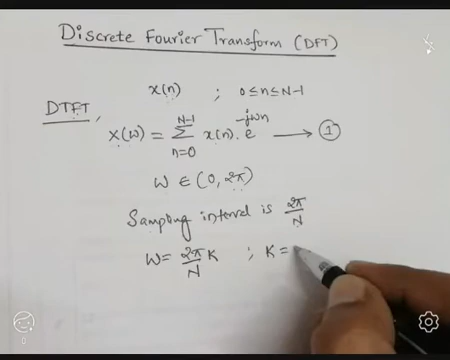 Discrete Fourier Transform (DFT)
x(n) ; 0≤n≤N-1
DTFT,
X(ω) = Σ_{n=0}^{N-1} x(n). e^{-jωn} → ①
ω ∈ (0, 2π)
Sampling interval is 2π/N
ω = 2π/N K ; K =